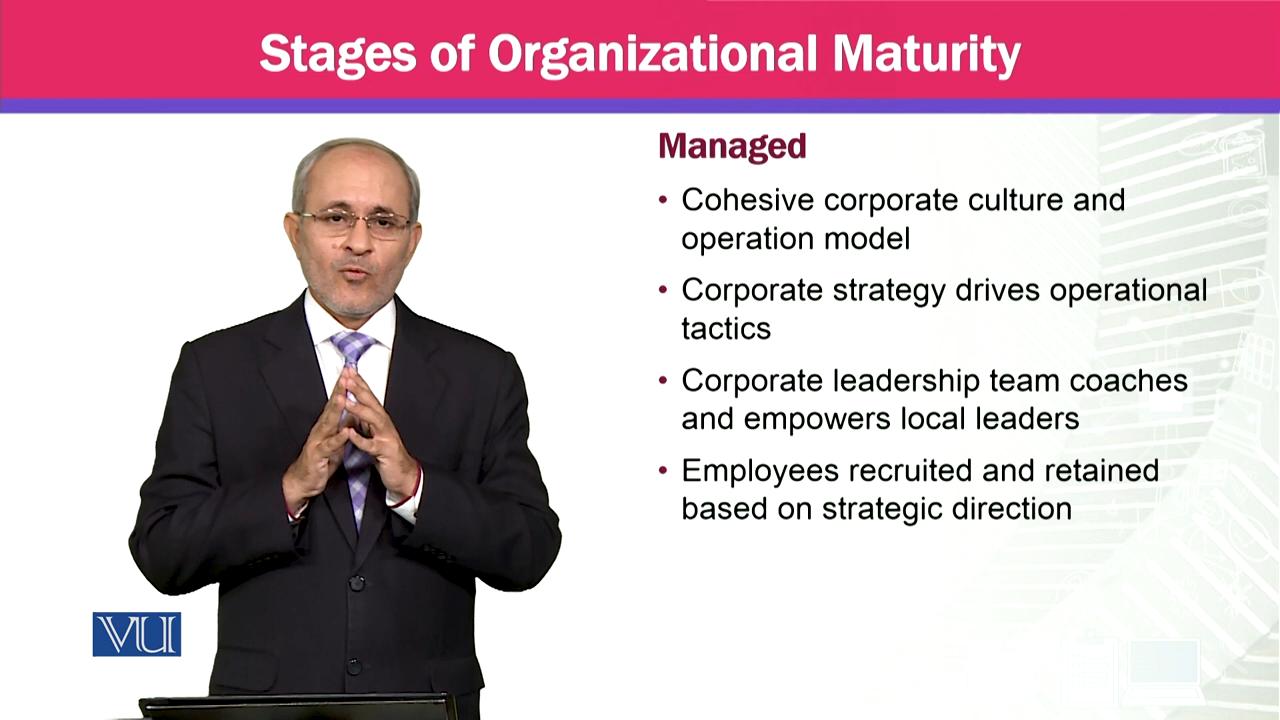 Stages of Organizational Maturity
Managed
• Cohesive corporate culture and
operation model
• Corporate strategy drives operational
tactics
• Corporate leadership team coaches
and empowers local leaders
• Employees recruited and retained
based on strategic direction
VU